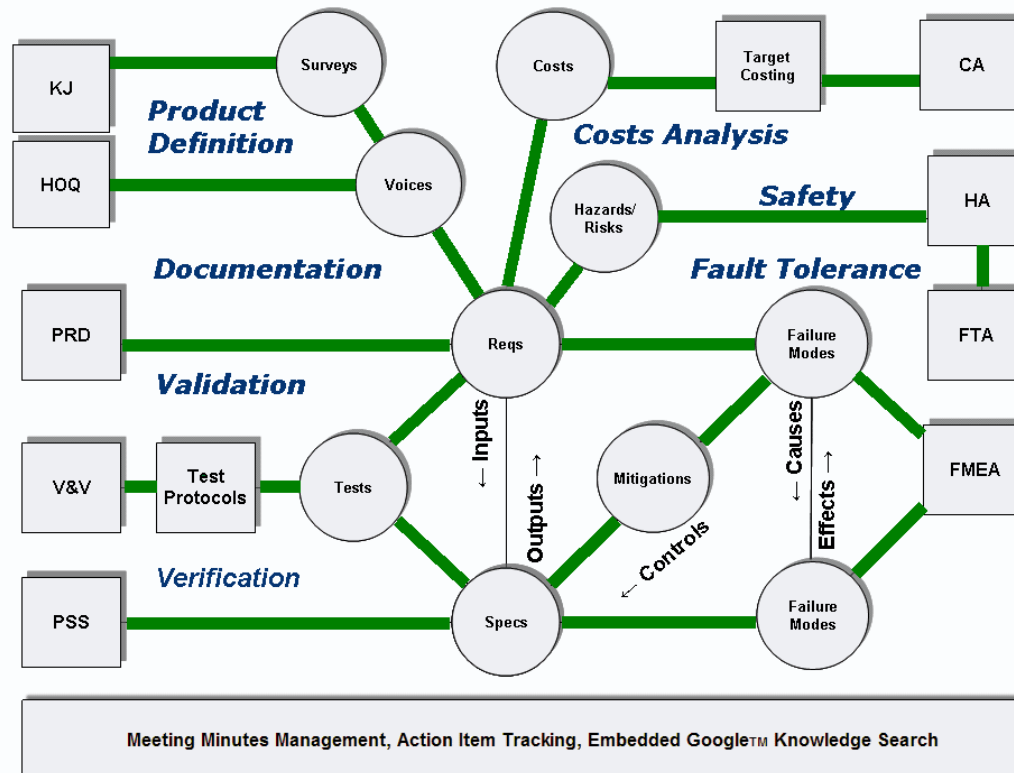 KJ
Surveys
Costs
Target
Costing
CA
Product
Definition
Costs Analysis
HOQ
Voices
Hazards/
Risks
Safety
HA
Documentation
Fault Tolerance
PRD
Reqs
Failure
Modes
FTA
Validation
← Inputs
Outputs →
← Causes
Effects →
V&V
Test
Protocols
Tests
Mitigations
FMEA
← Controls
Verification
PSS
Specs
Failure
Modes
Meeting Minutes Management, Action Item Tracking, Embedded Google™ Knowledge Search